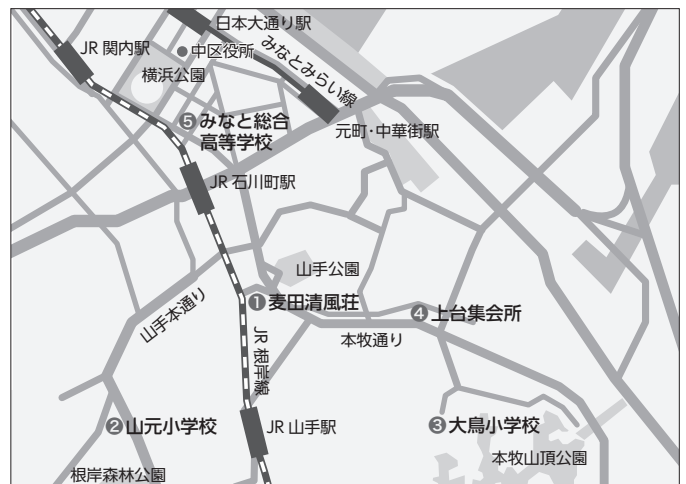 日本大通り駅
JR 関内駅
中区役所
みなとみらい線
横浜公園
❺ みなと総合
高等学校
元町・中華街駅
JR 石川町駅
山手公園
❶ 麦田清風荘
❹ 上台集会所
山手本通り
本牧通り
JR 根岸線
❷ 山元小学校
JR 山手駅
❸ 大鳥小学校
本牧山頂公園
根岸森林公園